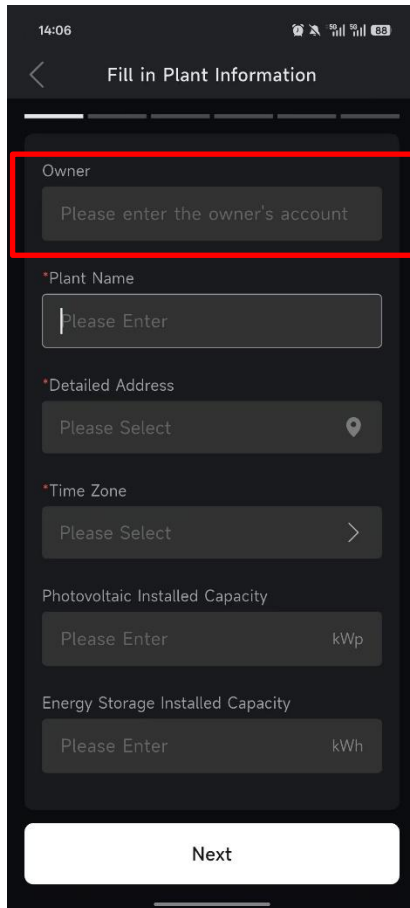 14:06
5G 5G 88
Fill in Plant Information
Owner
Please enter the owner's account
*Plant Name
Please Enter
*Detailed Address
Please Select
*Time Zone
Please Select
Photovoltaic Installed Capacity
Please Enter kWp
Energy Storage Installed Capacity
Please Enter kWh
Next